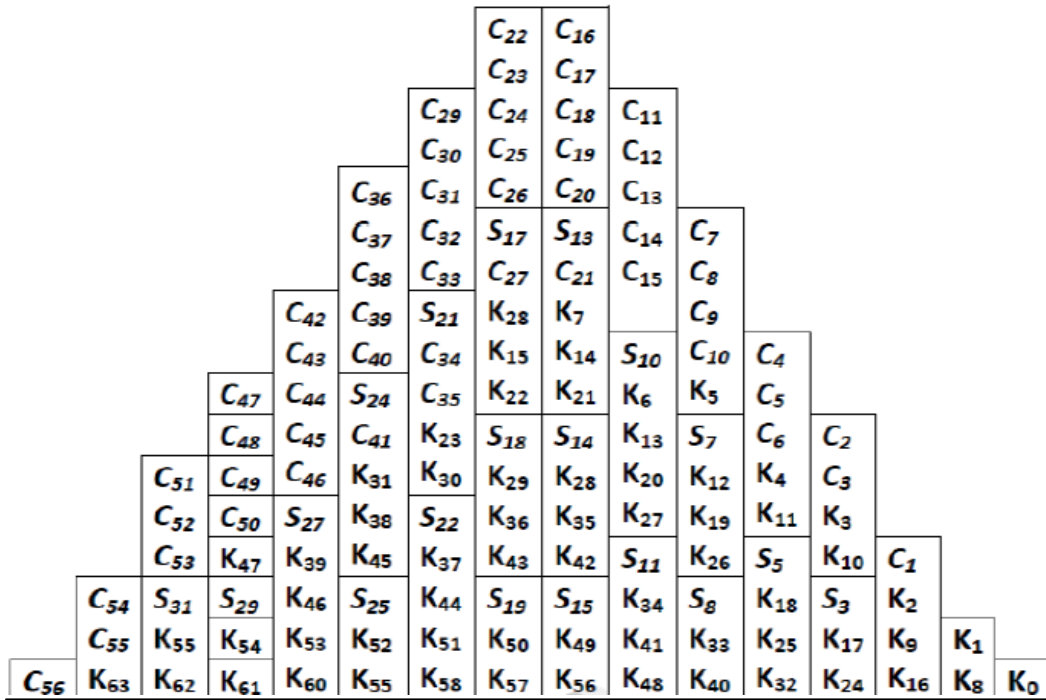 C22 C16
C23 C17
C29 C24 C18 C11
C30 C25 C19 C12
C36 C31 C26 C20 C13
C37 C32 S17 S13 C14 C7
C38 C33 C27 C21 C15 C8
C42 C39 S21 K28 K7 C9
C43 C40 C34 K15 K14 S10 C10 C4
C47 C44 S24 C35 K22 K21 K6 K5 C5
C48 C45 C41 K23 S18 S14 K13 S7 C6 C2
C51 C49 C46 K31 K30 K29 K28 K20 K12 K4 C3
C52 C50 S27 K38 S22 K36 K35 K27 K19 K11 K3
C53 K47 K39 K45 K37 K43 K42 S11 K26 S5 K10 C1
C54 S31 S29 K46 S25 K44 S19 S15 K34 S8 K18 S3 K2
C55 K55 K54 K53 K52 K51 K50 K49 K41 K33 K25 K17 K9 K1
C56 K63 K62 K61 K60 K55 K58 K57 K56 K48 K40 K32 K24 K16 K8 K0